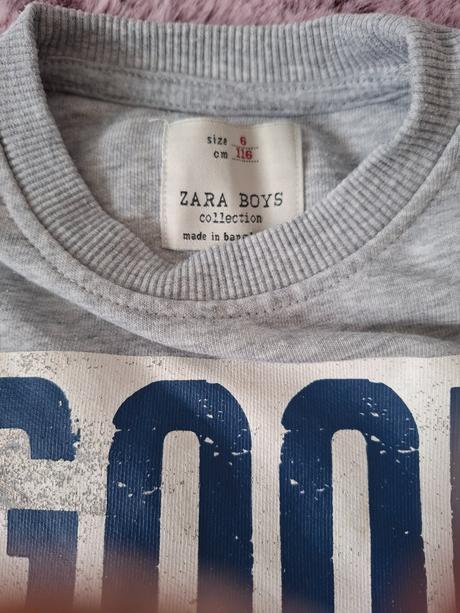 size 6
cm 116
ZARA BOYS
collection
made in
GOO